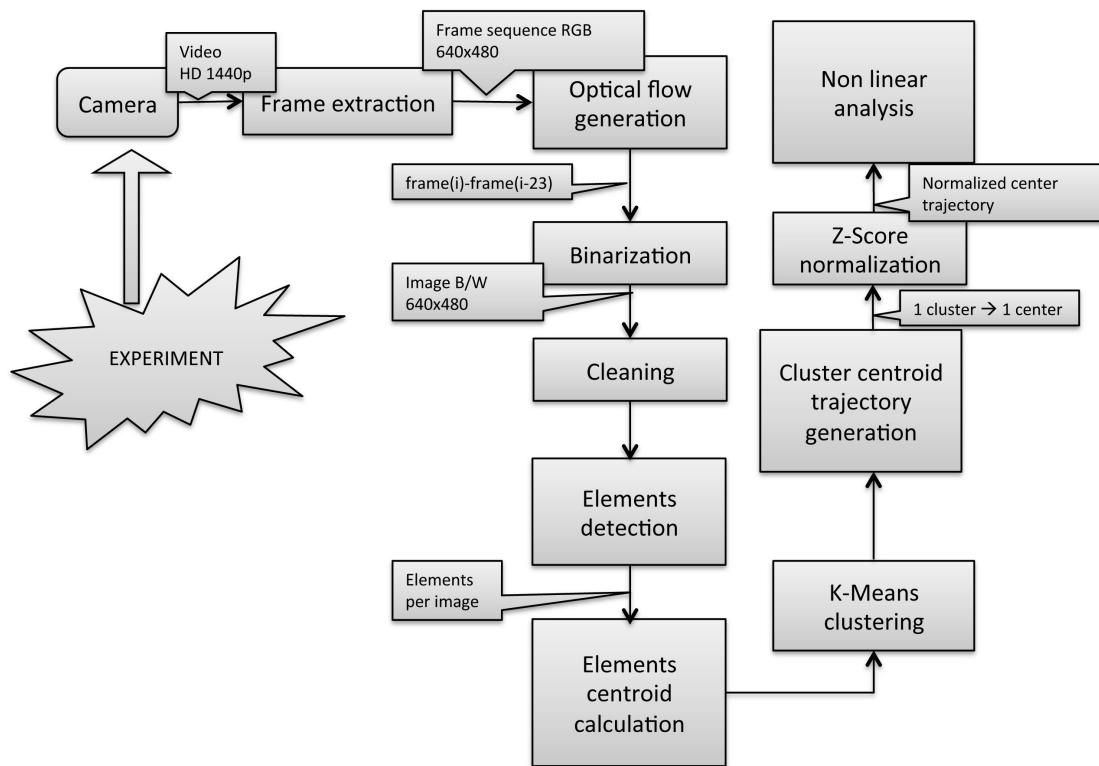 Video
HD 1440p
Frame sequence RGB
640x480
Camera
Frame extraction
Optical flow
generation
frame(i)-frame(i-23)
Binarization
Image B/W
640x480
EXPERIMENT
Cleaning
Elements
detection
Elements
per image
Elements
centroid
calculation
K-Means
clustering
Cluster centroid
trajectory
generation
1 cluster → 1 center
Z-Score
normalization
Normalized center
trajectory
Non linear
analysis